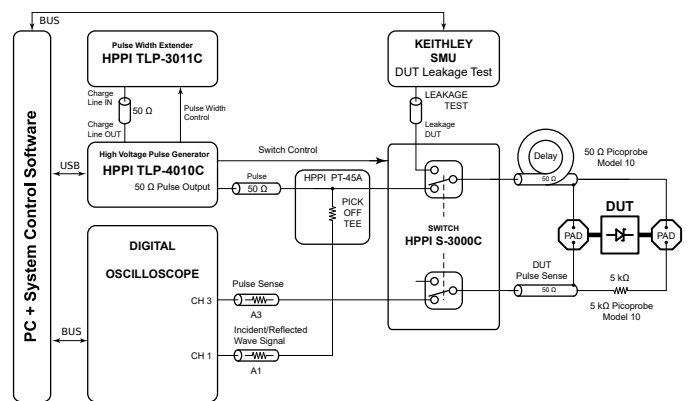 BUS
PC + System Control Software
Pulse Width Extender
HPPI TLP-3011C
Charge
Line IN
50 Ω
Charge
Line OUT
Pulse Width
Control
KEITHLEY
SMU
DUT Leakage Test
LEAKAGE
TEST
Leakage
DUT
USB
High Voltage Pulse Generator
HPPI TLP-4010C
50 Ω Pulse Output
Switch Control
Pulse
50 Ω
HPPI PT-45A
PICK
OFF
TEE
SWITCH
HPPI S-3000C
Delay
50 Ω
50 Ω Picoprobe
Model 10
DUT
PAD
PAD
DUT
Pulse Sense
50 Ω
5 kΩ
5 kΩ Picoprobe
Model 10
DIGITAL
OSCILLOSCOPE
CH 3
Pulse Sense
A3
Incident/Reflected
Wave Signal
CH 1
A1
BUS